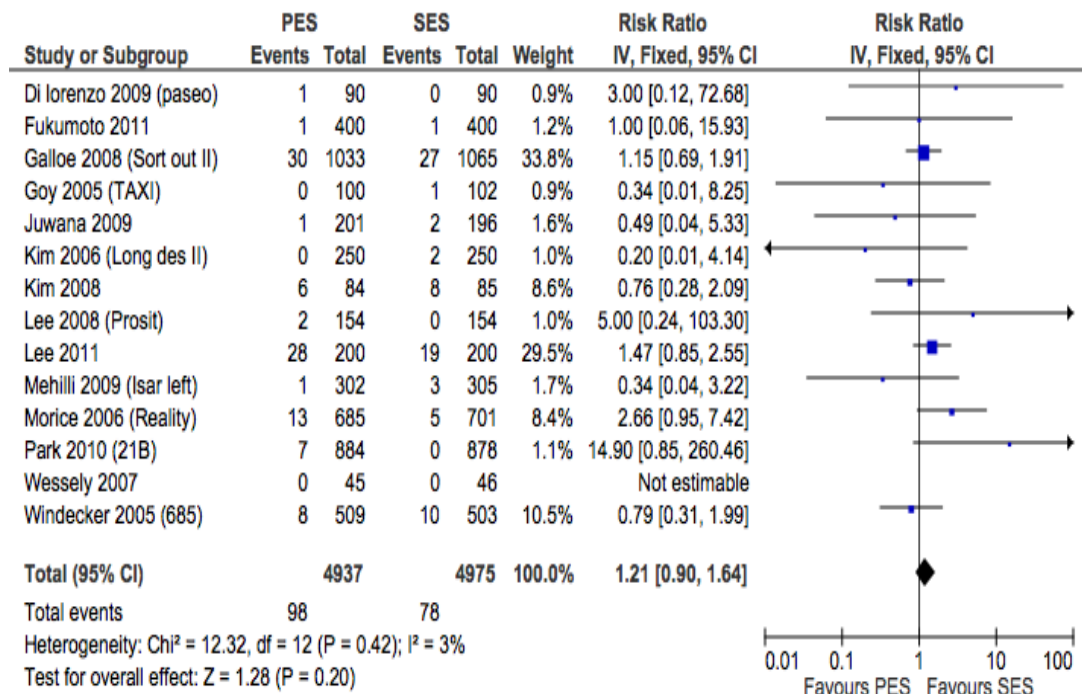 PES SES Risk Ratio Risk Ratio
Study or Subgroup Events Total Events Total Weight IV, Fixed, 95% CI IV, Fixed, 95% CI
Di lorenzo 2009 (paseo) 1 90 0 90 0.9% 3.00 [0.12, 72.68]
Fukumoto 2011 1 400 1 400 1.2% 1.00 [0.06, 15.93]
Galloe 2008 (Sort out II) 30 1033 27 1065 33.8% 1.15 [0.69, 1.91]
Goy 2005 (TAXI) 0 100 1 102 0.9% 0.34 [0.01, 8.25]
Juwana 2009 1 201 2 196 1.6% 0.49 [0.04, 5.33]
Kim 2006 (Long des II) 0 250 2 250 1.0% 0.20 [0.01, 4.14]
Kim 2008 6 84 8 85 8.6% 0.76 [0.28, 2.09]
Lee 2008 (Prosit) 2 154 0 154 1.0% 5.00 [0.24, 103.30]
Lee 2011 28 200 19 200 29.5% 1.47 [0.85, 2.55]
Mehilli 2009 (Isar left) 1 302 3 305 1.7% 0.34 [0.04, 3.22]
Morice 2006 (Reality) 13 685 5 701 8.4% 2.66 [0.95, 7.42]
Park 2010 (21B) 7 884 0 878 1.1% 14.90 [0.85, 260.46]
Wessely 2007 0 45 0 46 Not estimable
Windecker 2005 (685) 8 509 10 503 10.5% 0.79 [0.31, 1.99]
Total (95% CI) 4937 4975 100.0% 1.21 [0.90, 1.64]
Total events 98 78
Heterogeneity: Chi² = 12.32, df = 12 (P = 0.42); I² = 3%
Test for overall effect: Z = 1.28 (P = 0.20)
0.01 0.1 1 10 100
Favours PES Favours SES